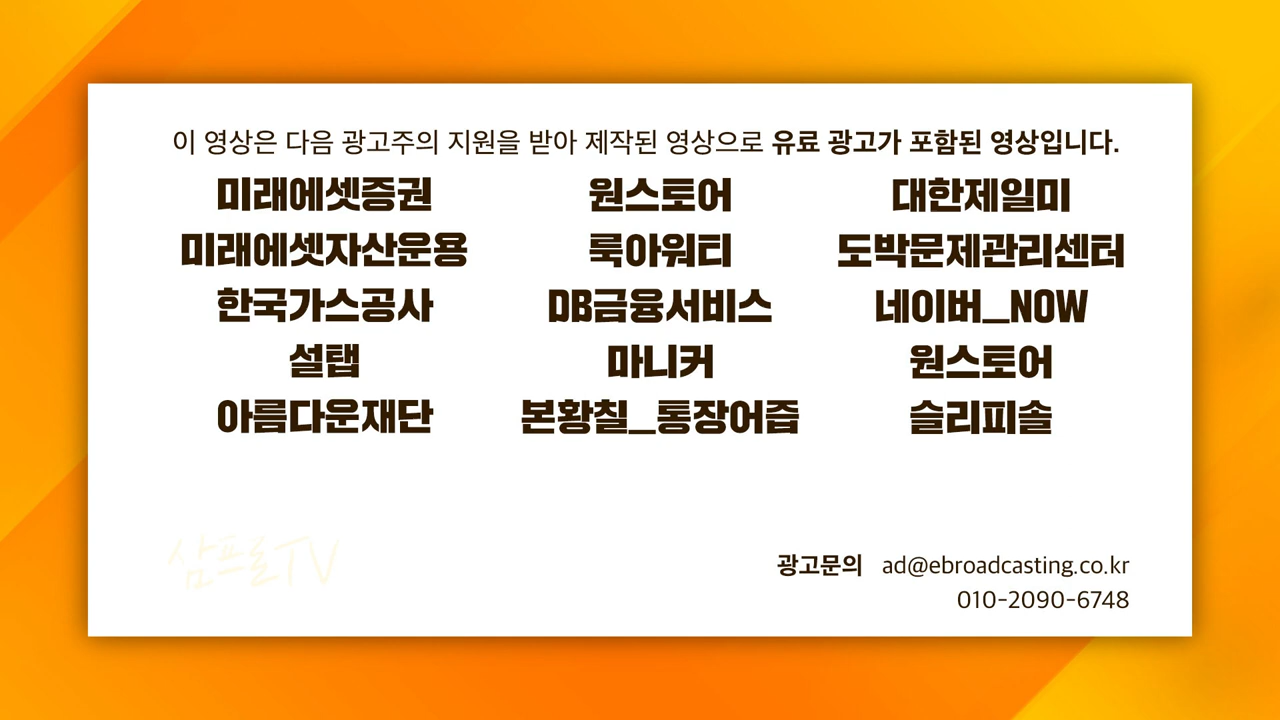 이 영상은 다음 광고주의 지원을 받아 제작된 영상으로 유료 광고가 포함된 영상입니다.
미래에셋증권 원스토어 대한제일미
미래에셋자산운용 룩아워티 도박문제관리센터
한국가스공사 DB금융서비스 네이버_NOW
설탭 마니커 원스토어
아름다운재단 본황칠_통장어즙 슬리피솔
삼프로TV
광고문의 ad@ebroadcasting.co.kr
010-2090-6748